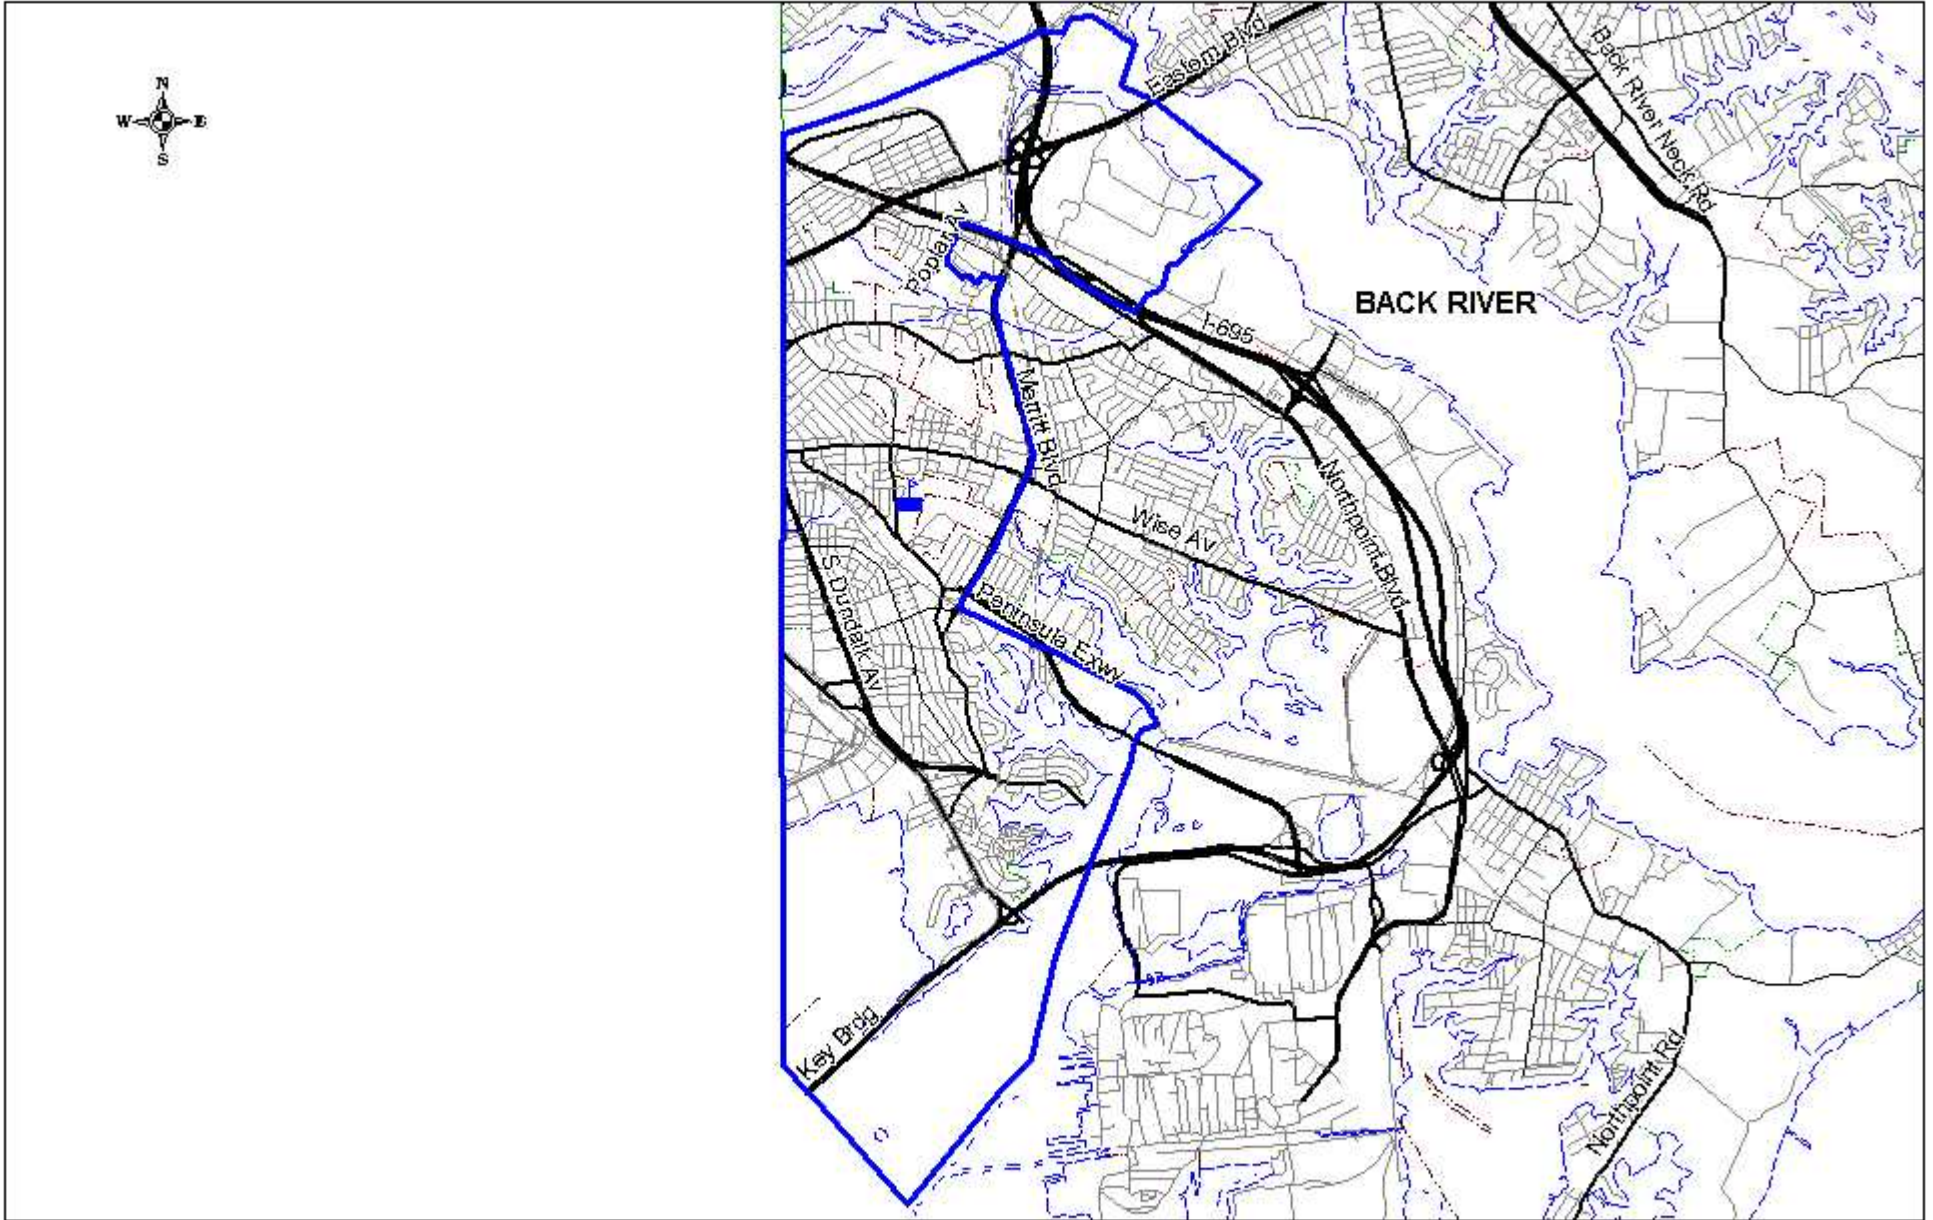 N
W E
S
Eastern Blvd
Back River Neck Rd
Poplar Av
BACK RIVER
I-695
Merritt Blvd
Northpoint Blvd
Wise Av
S Dundalk Av
Peninsula Exwy
Key Brdg
Northpoint Rd